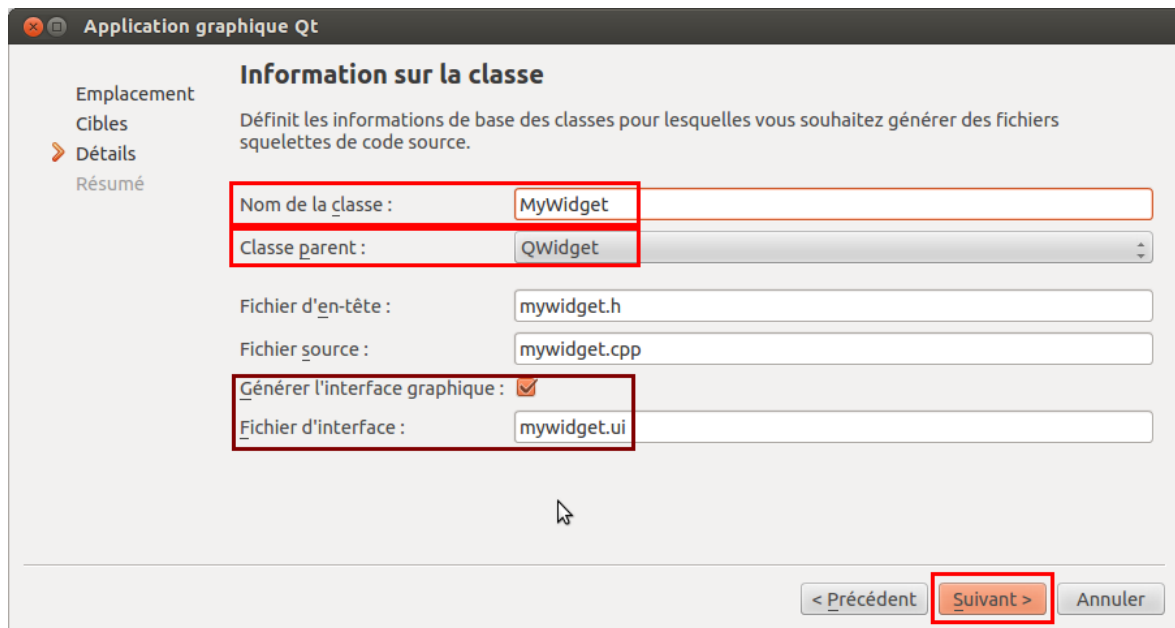 Application graphique Qt
Emplacement
Cibles
Détails
Résumé
Information sur la classe
Définit les informations de base des classes pour lesquelles vous souhaitez générer des fichiers
squelettes de code source.
Nom de la classe : MyWidget
Classe parent : QWidget
Fichier d'en-tête : mywidget.h
Fichier source : mywidget.cpp
Générer l'interface graphique :
Fichier d'interface : mywidget.ui
< Précédent Suivant > Annuler